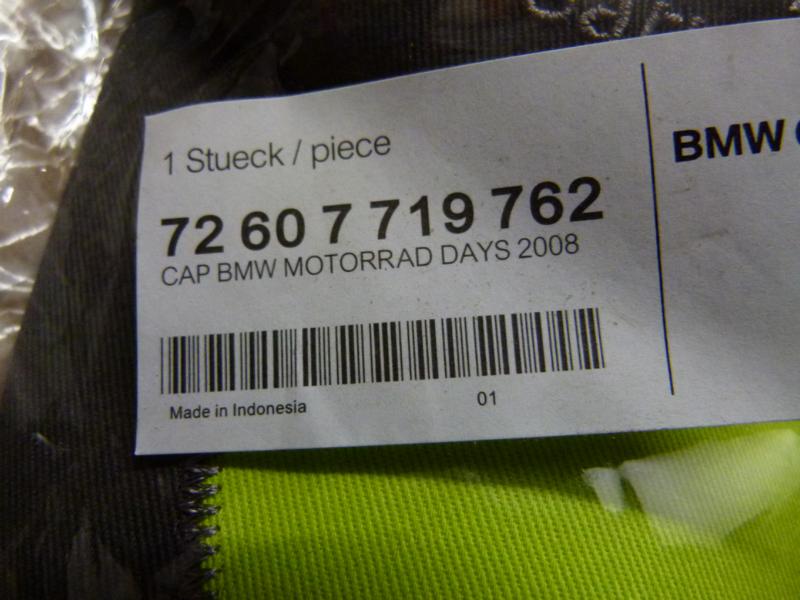 1 Stueck / piece
72 60 7 719 762
CAP BMW MOTORRAD DAYS 2008
Made in Indonesia
01
BMW